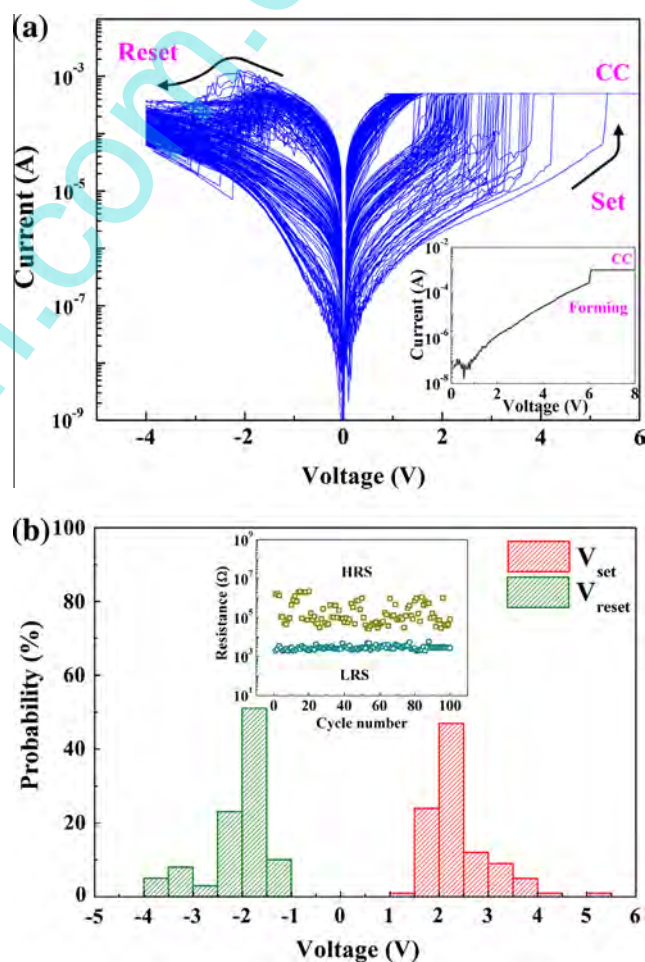 (a)
Reset
CC
Set
Current (A)
10^-3
10^-5
10^-7
10^-9
-4
-2
0
2
4
6
Voltage (V)
Current (A)
10^-2
10^-4
10^-6
10^-8
CC
Forming
0
2
4
6
8
Voltage (V)
(b)
Probability (%)
100
80
60
40
20
0
-5
-4
-3
-2
-1
0
1
2
3
4
5
6
Voltage (V)
V_set
V_reset
Resistance (Ω)
10^9
10^7
10^5
10^3
10^1
HRS
LRS
0
20
40
60
80
100
Cycle number